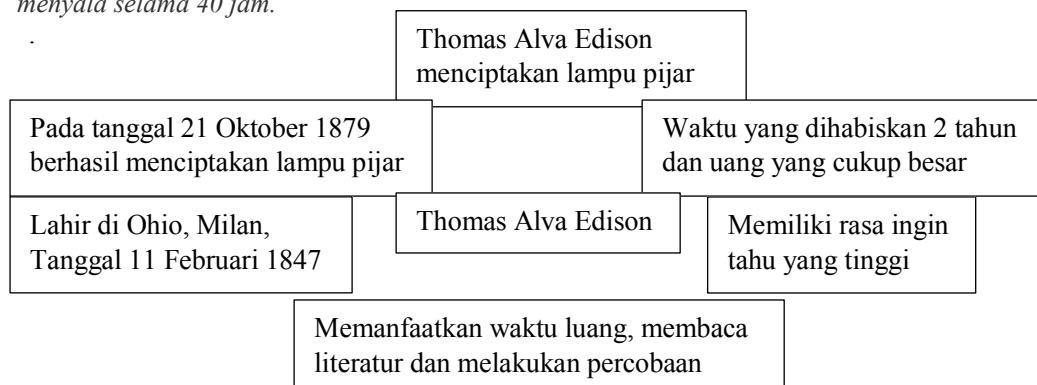 menyala selama 40 jam.
.
Thomas Alva Edison
menciptakan lampu pijar
Pada tanggal 21 Oktober 1879
berhasil menciptakan lampu pijar
Waktu yang dihabiskan 2 tahun
dan uang yang cukup besar
Lahir di Ohio, Milan,
Tanggal 11 Februari 1847
Thomas Alva Edison
Memiliki rasa ingin
tahu yang tinggi
Memanfaatkan waktu luang, membaca
literatur dan melakukan percobaan